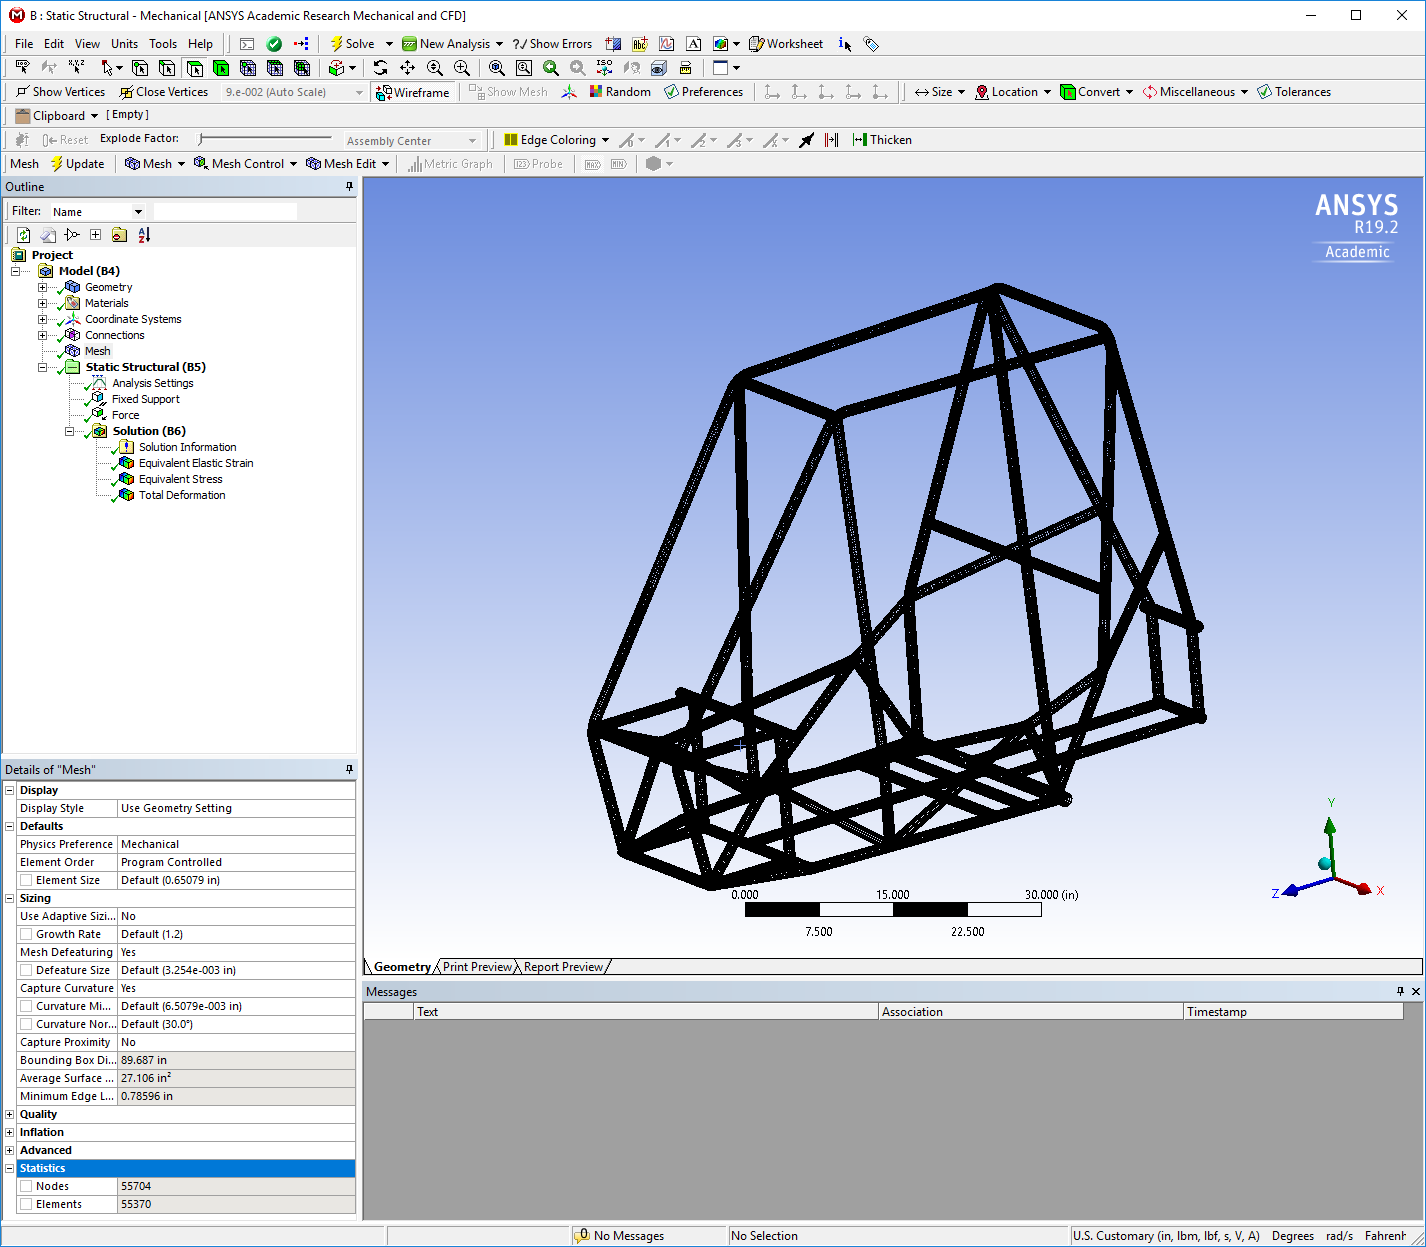 B : Static Structural - Mechanical [ANSYS Academic Research Mechanical and CFD]
File Edit View Units Tools Help Solve New Analysis ?/ Show Errors Worksheet
Show Vertices Close Vertices 9.e-002 (Auto Scale) Wireframe Show Mesh Random Preferences Size Location Convert Miscellaneous Tolerances
Clipboard [ Empty ]
Reset Explode Factor: Assembly Center Edge Coloring Thicken
Mesh Update Mesh Mesh Control Mesh Edit Metric Graph Probe
Outline
Filter: Name
Project
Model (B4)
Geometry
Materials
Coordinate Systems
Connections
Mesh
Static Structural (B5)
Analysis Settings
Fixed Support
Force
Solution (B6)
Solution Information
Equivalent Elastic Strain
Equivalent Stress
Total Deformation
Details of "Mesh"
Display
Display Style Use Geometry Setting
Defaults
Physics Preference Mechanical
Element Order Program Controlled
Element Size Default (0.65079 in)
Sizing
Use Adaptive Sizi... No
Growth Rate Default (1.2)
Mesh Defeaturing Yes
Defeature Size Default (3.254e-003 in)
Capture Curvature Yes
Curvature Mi... Default (6.5079e-003 in)
Curvature Nor... Default (30.0°)
Capture Proximity No
Bounding Box Di... 89.687 in
Average Surface ... 27.106 in²
Minimum Edge L... 0.78596 in
Quality
Inflation
Advanced
Statistics
Nodes 55704
Elements 55370
ANSYS
R19.2
Academic
Y
Z X
0.000 15.000 30.000 (in)
7.500 22.500
Geometry Print Preview Report Preview
Messages
Text Association Timestamp
0 No Messages No Selection U.S. Customary (in, lbm, lbf, s, V, A) Degrees rad/s Fahrenh